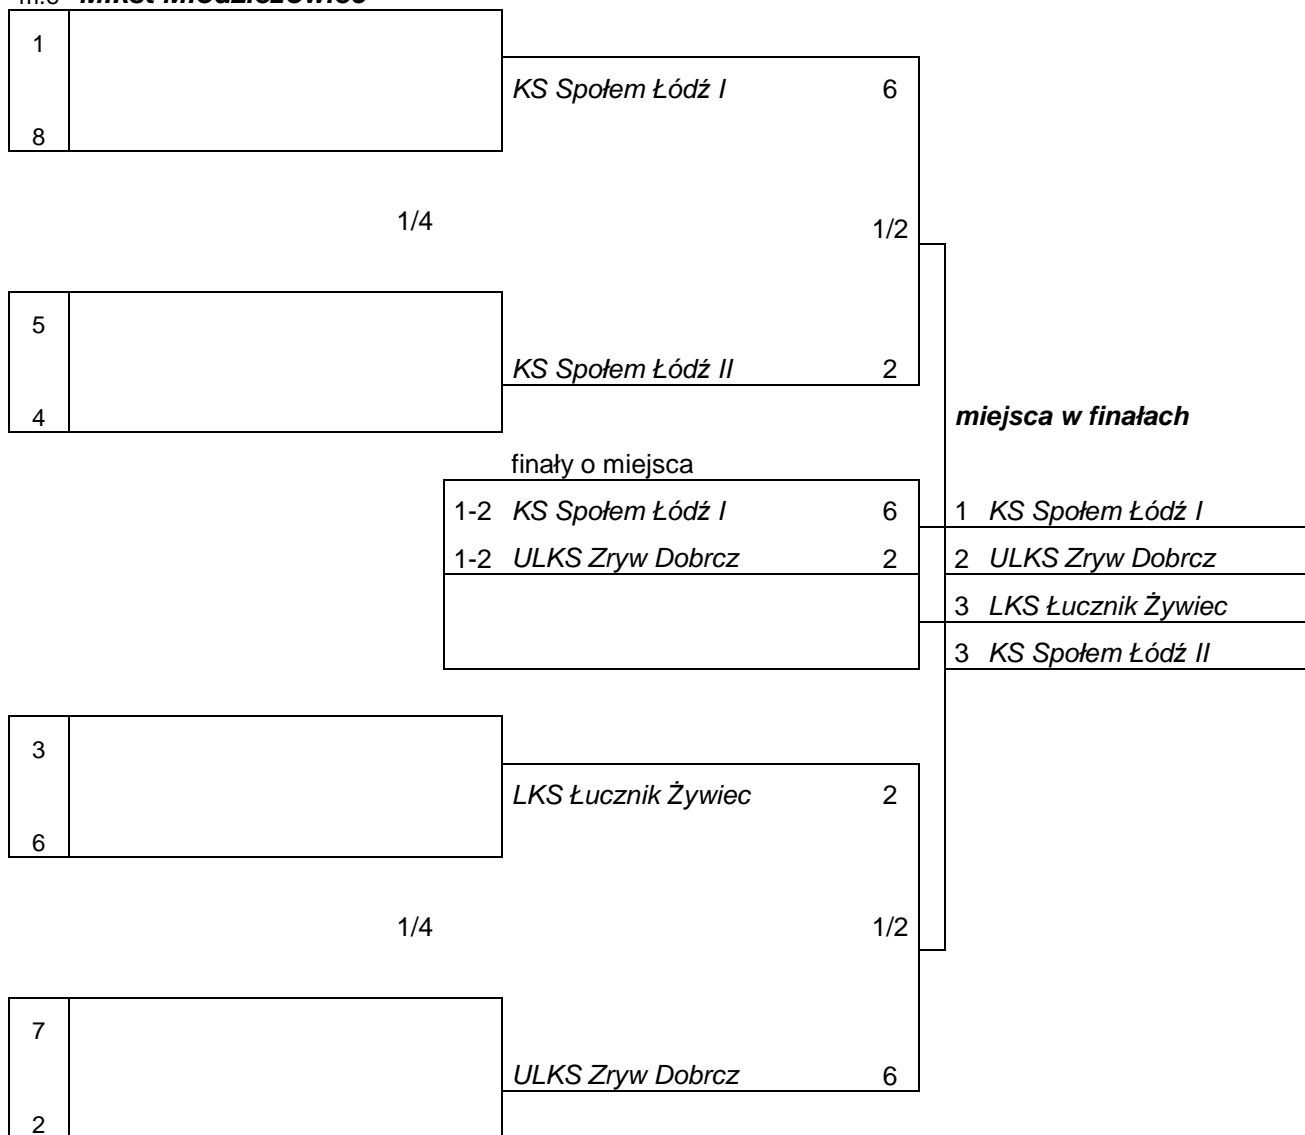 1
KS Społem Łódź I 6
8
1/4
1/2
5
KS Społem Łódź II 2
4
miejsca w finałach
finały o miejsca
1-2 KS Społem Łódź I 6
1 KS Społem Łódź I
1-2 ULKS Zryw Dobrcz 2
2 ULKS Zryw Dobrcz
3 LKS Łucznik Żywiec
3 KS Społem Łódź II
3
LKS Łucznik Żywiec 2
6
1/4
1/2
7
ULKS Zryw Dobrcz 6
2